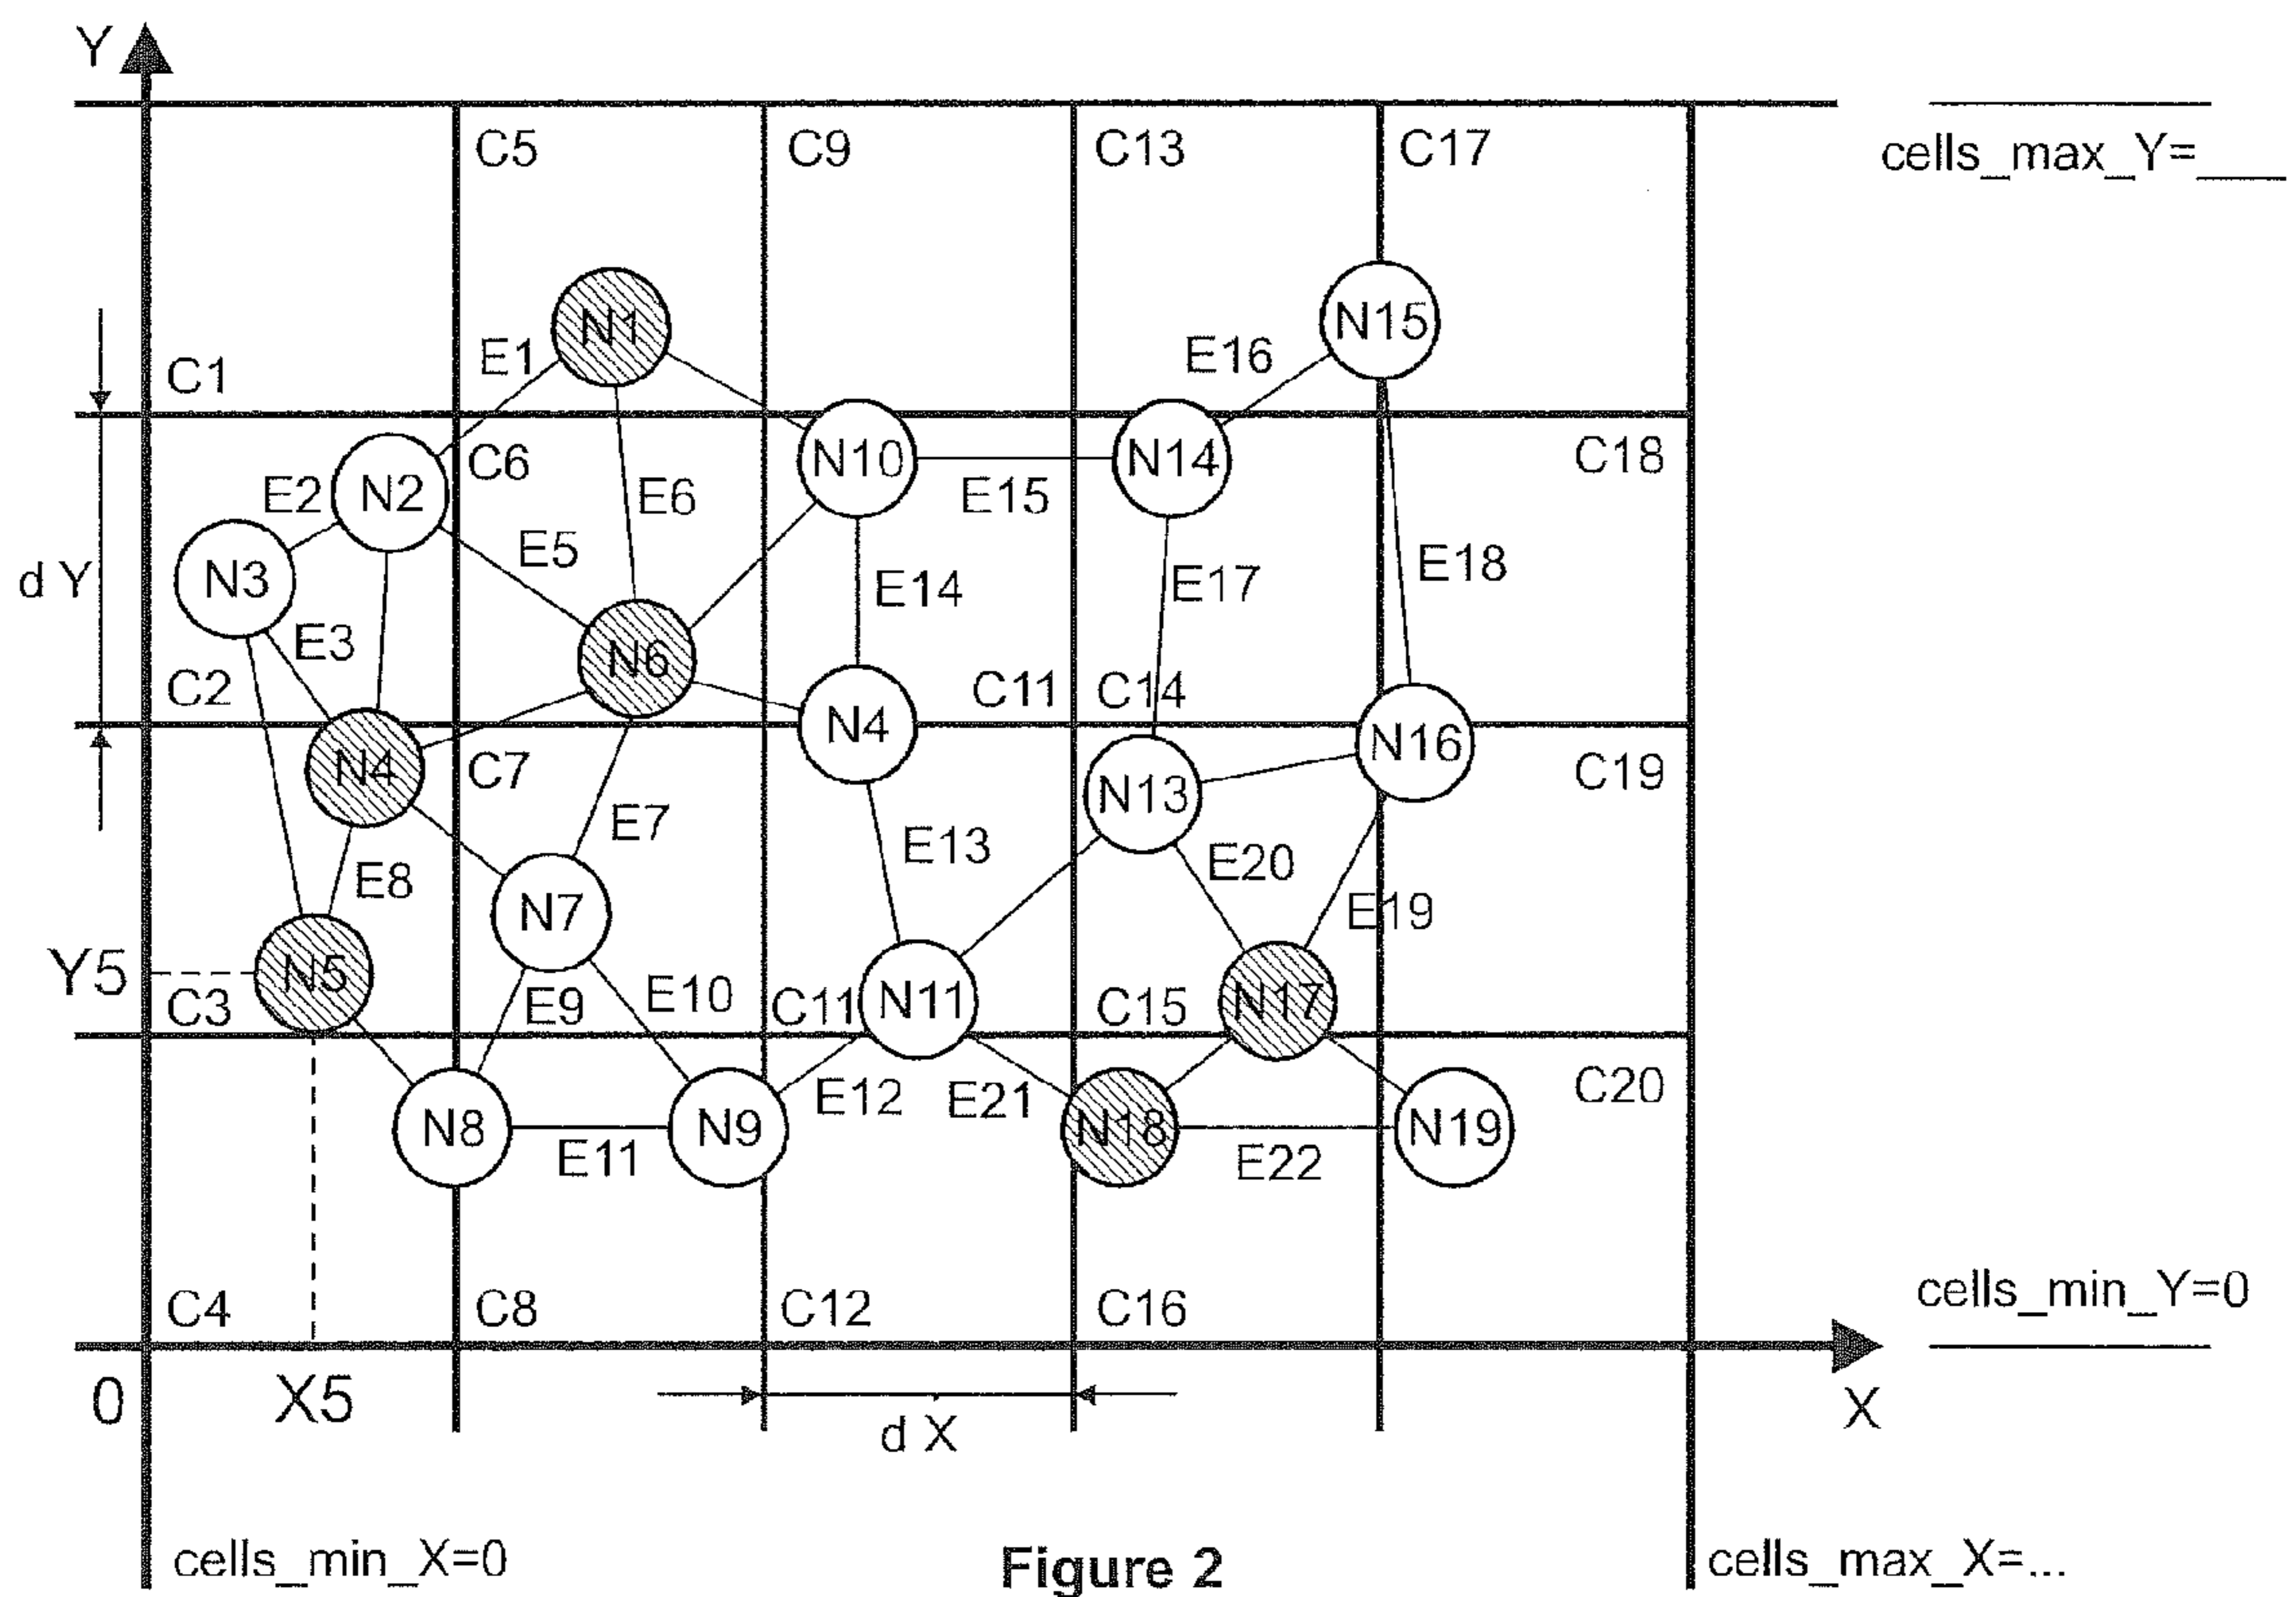 Y
C5
C9
C13
C17
cells_max_Y=___
N1
N15
E1
E16
C1
C6
N2
N10
N14
C18
E2
E6
E15
E5
N3
E18
d Y
E14
E17
E3
N6
C2
C11
C14
N4
N4
N16
C7
C19
N13
E7
E13
E20
E8
N7
E19
Y5
N5
E10
C3
E9
C11
N11
C15
N17
C20
E12
E21
N8
N9
N18
N19
E11
E22
cells_min_Y=0
C4
C8
C12
C16
0
X5
d X
X
cells_min_X=0
Figure 2
cells_max_X=...